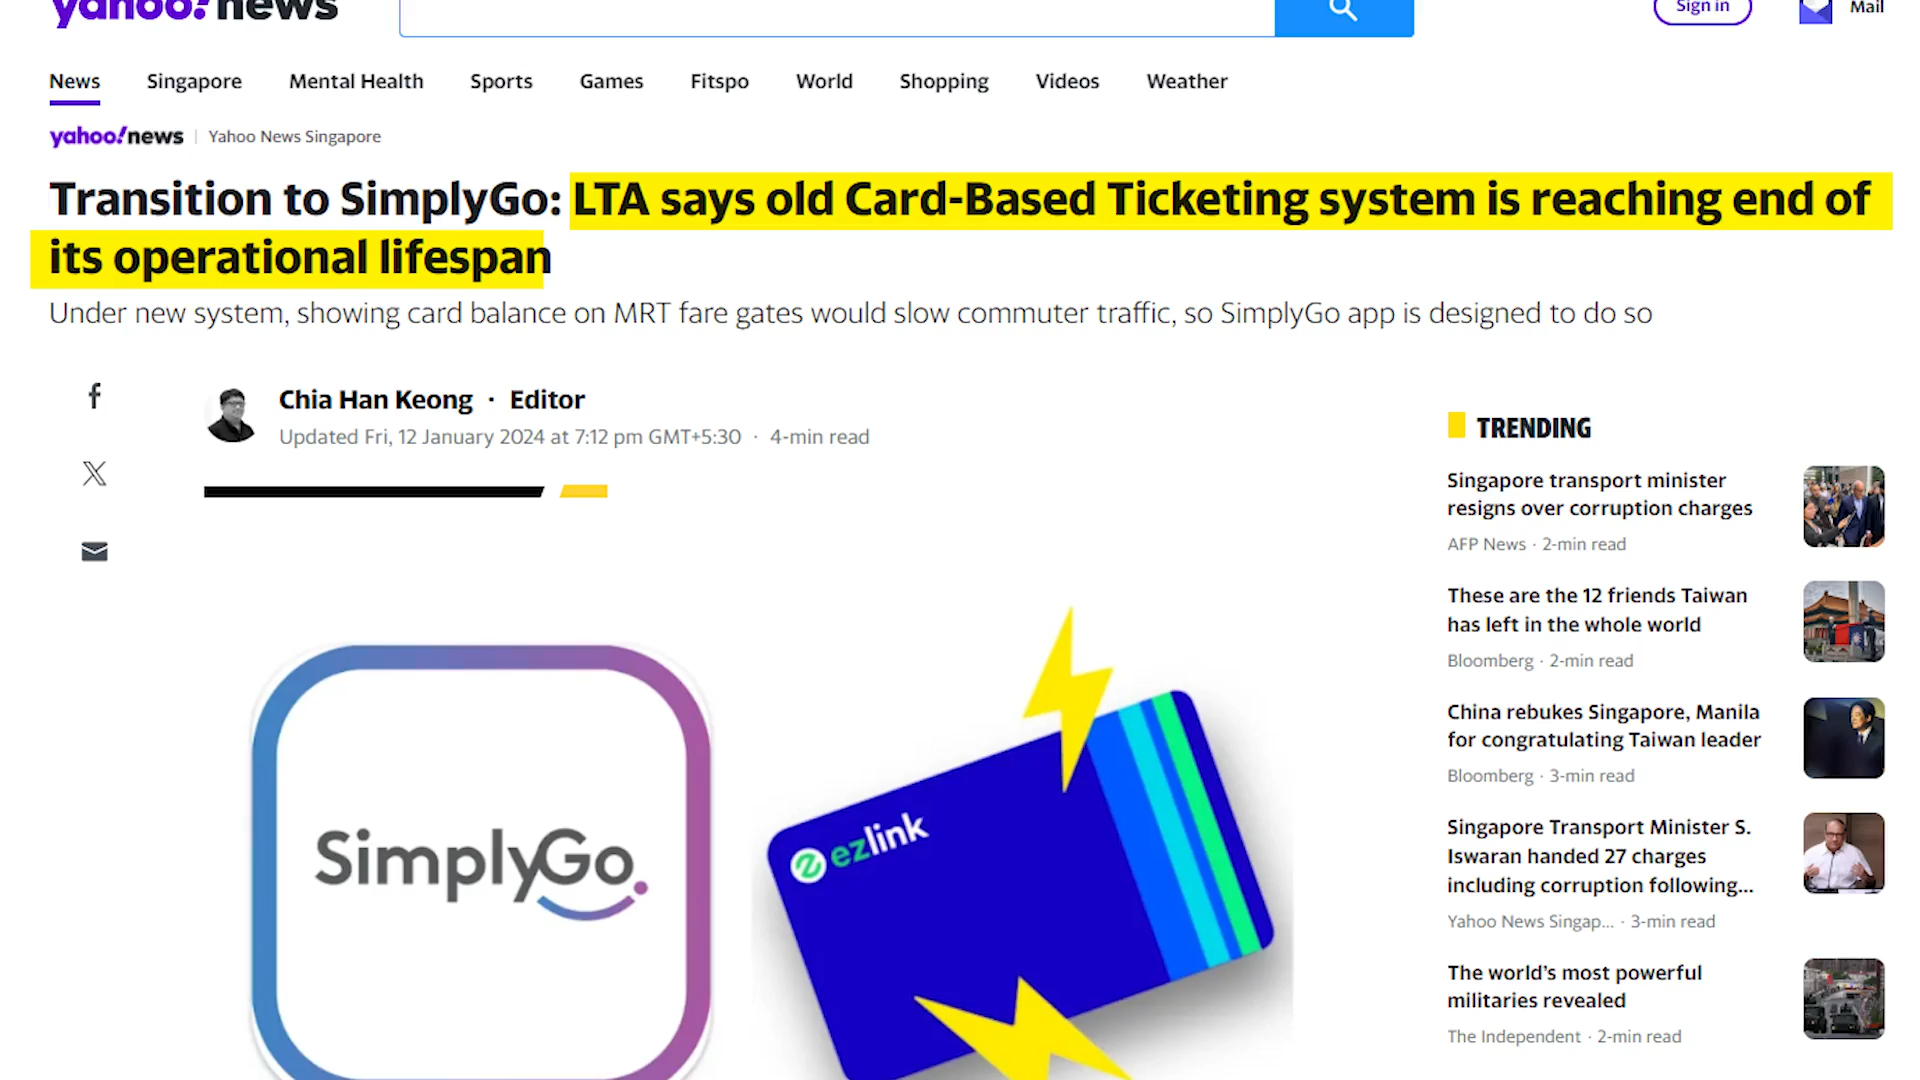 yahoo!news
Sign in
Mail
News
Singapore
Mental Health
Sports
Games
Fitspo
World
Shopping
Videos
Weather
yahoo!news | Yahoo News Singapore
Transition to SimplyGo: LTA says old Card-Based Ticketing system is reaching end of
its operational lifespan
Under new system, showing card balance on MRT fare gates would slow commuter traffic, so SimplyGo app is designed to do so
Chia Han Keong · Editor
Updated Fri, 12 January 2024 at 7:12 pm GMT+5:30 · 4-min read
SimplyGo
ezlink
TRENDING
Singapore transport minister
resigns over corruption charges
AFP News · 2-min read
These are the 12 friends Taiwan
has left in the whole world
Bloomberg · 2-min read
China rebukes Singapore, Manila
for congratulating Taiwan leader
Bloomberg · 3-min read
Singapore Transport Minister S.
Iswaran handed 27 charges
including corruption following...
Yahoo News Singap... · 3-min read
The world's most powerful
militaries revealed
The Independent · 2-min read